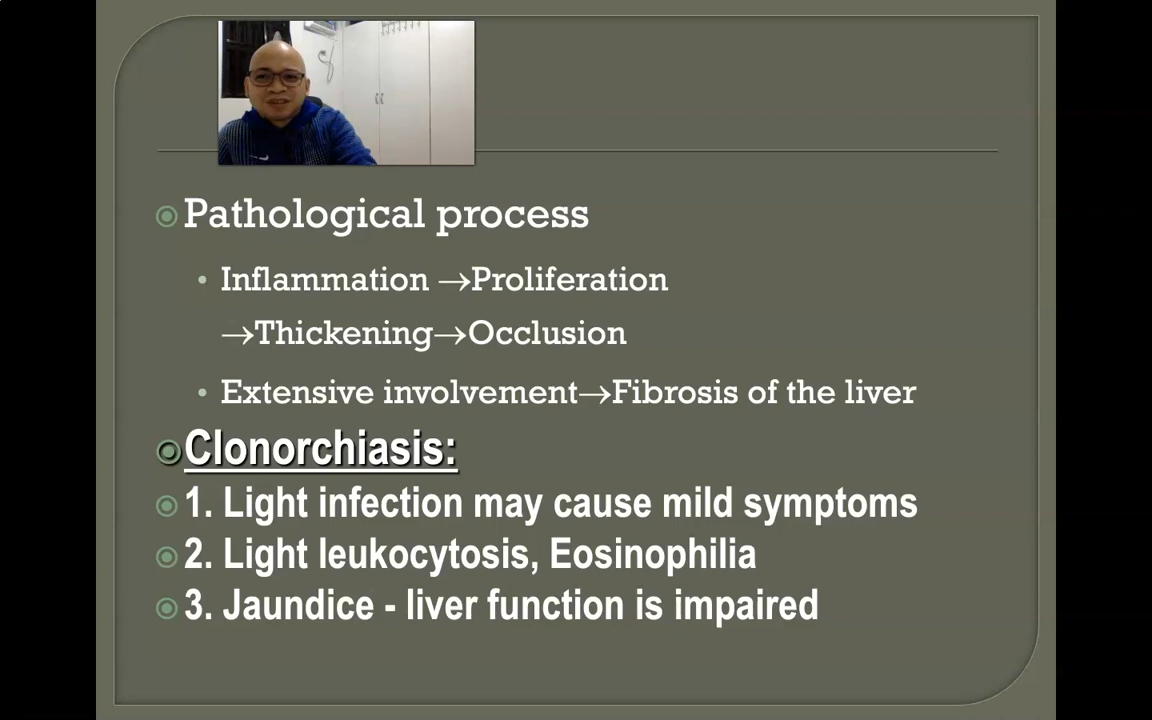 Pathological process
• Inflammation →Proliferation
→Thickening→Occlusion
• Extensive involvement→Fibrosis of the liver
Clonorchiasis:
1. Light infection may cause mild symptoms
2. Light leukocytosis, Eosinophilia
3. Jaundice - liver function is impaired